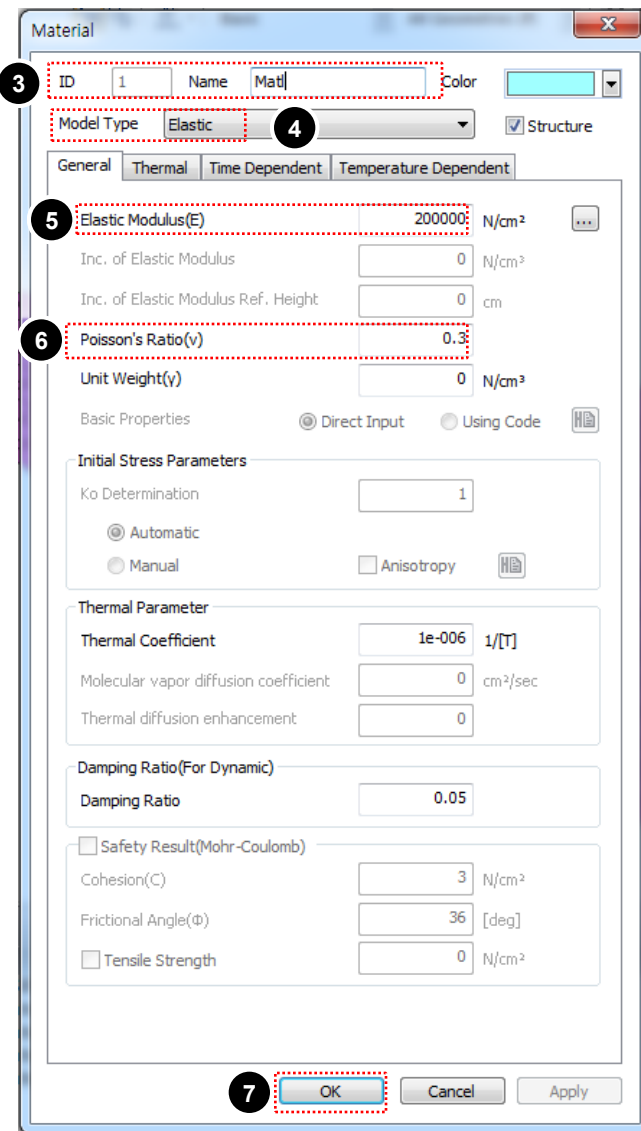 Material
3 ID 1 Name Matl Color
Model Type Elastic 4 Structure
General Thermal Time Dependent Temperature Dependent
5 Elastic Modulus(E) 200000 N/cm² ...
Inc. of Elastic Modulus 0 N/cm³
Inc. of Elastic Modulus Ref. Height 0 cm
6 Poisson's Ratio(ν) 0.3
Unit Weight(γ) 0 N/cm³
Basic Properties Direct Input Using Code
Initial Stress Parameters
Ko Determination 1
Automatic
Manual Anisotropy
Thermal Parameter
Thermal Coefficient 1e-006 1/[T]
Molecular vapor diffusion coefficient 0 cm²/sec
Thermal diffusion enhancement 0
Damping Ratio(For Dynamic)
Damping Ratio 0.05
Safety Result(Mohr-Coulomb)
Cohesion(C) 3 N/cm²
Frictional Angle(Φ) 36 [deg]
Tensile Strength 0 N/cm²
7 OK Cancel Apply